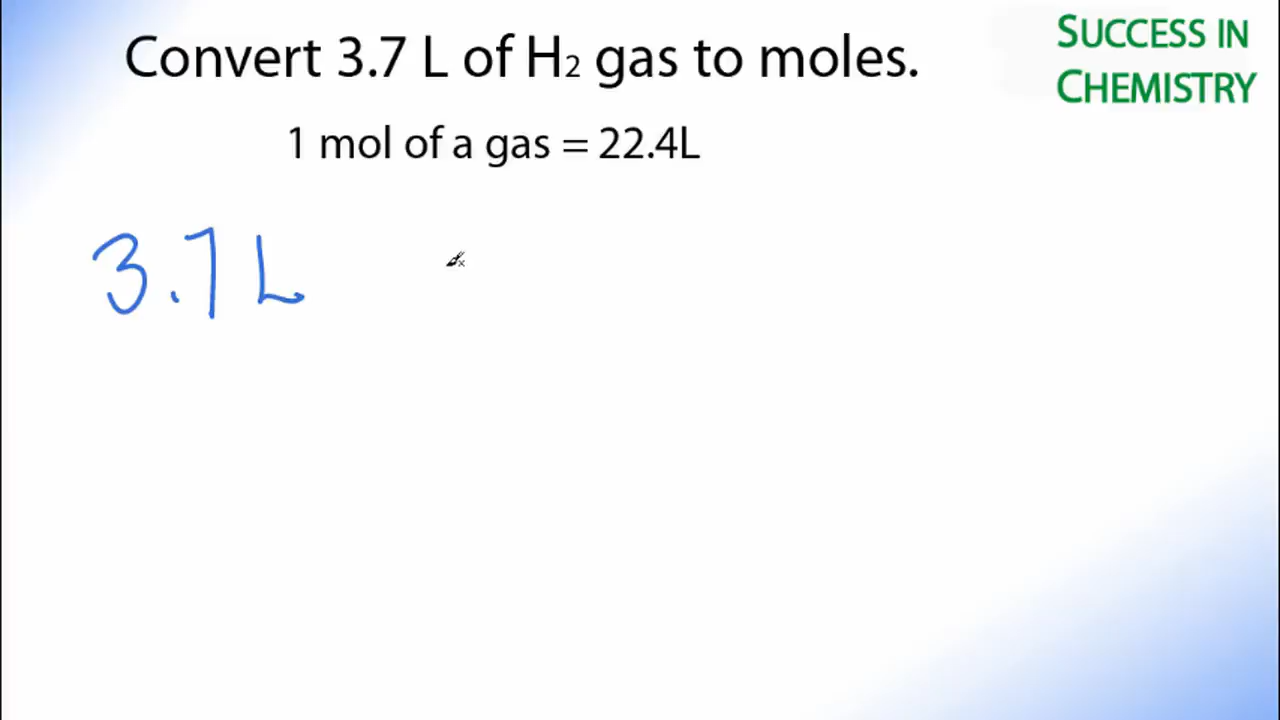 Convert 3.7 L of H₂ gas to moles.
SUCCESS IN
CHEMISTRY
1 mol of a gas = 22.4L
3.7 L